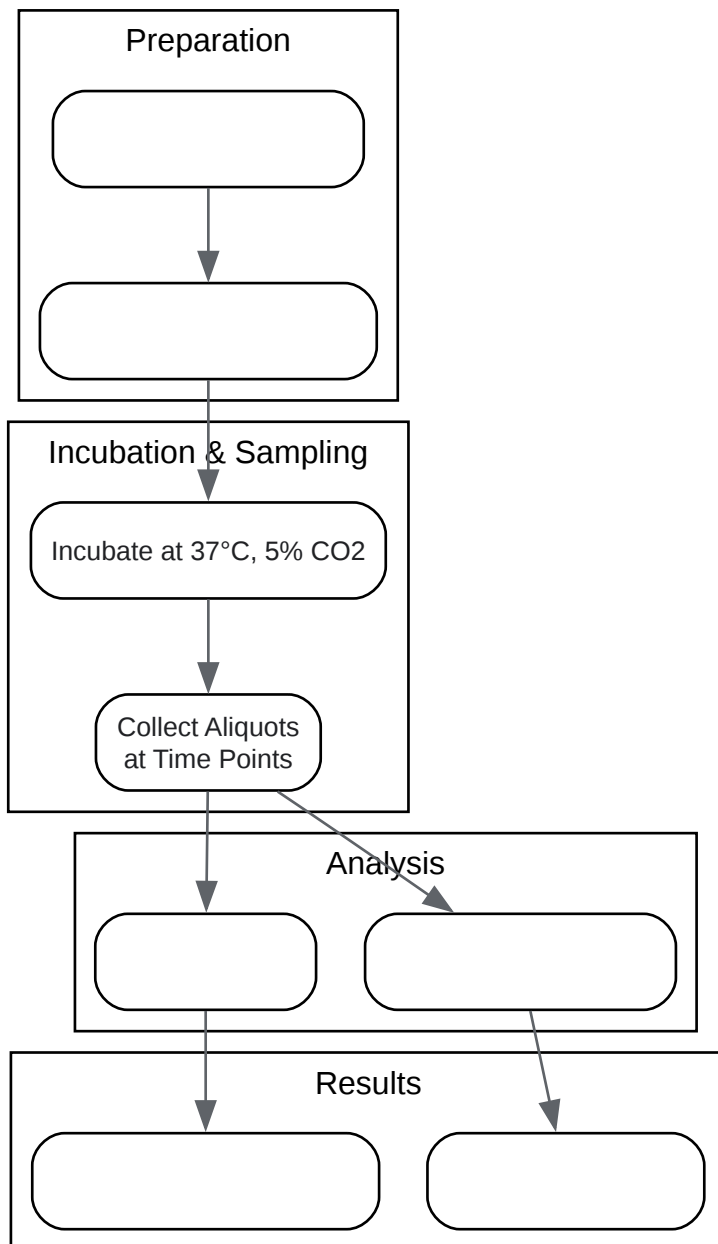 Preparation
Incubation & Sampling
Incubate at 37°C, 5% CO2
Collect Aliquots
at Time Points
Analysis
Results